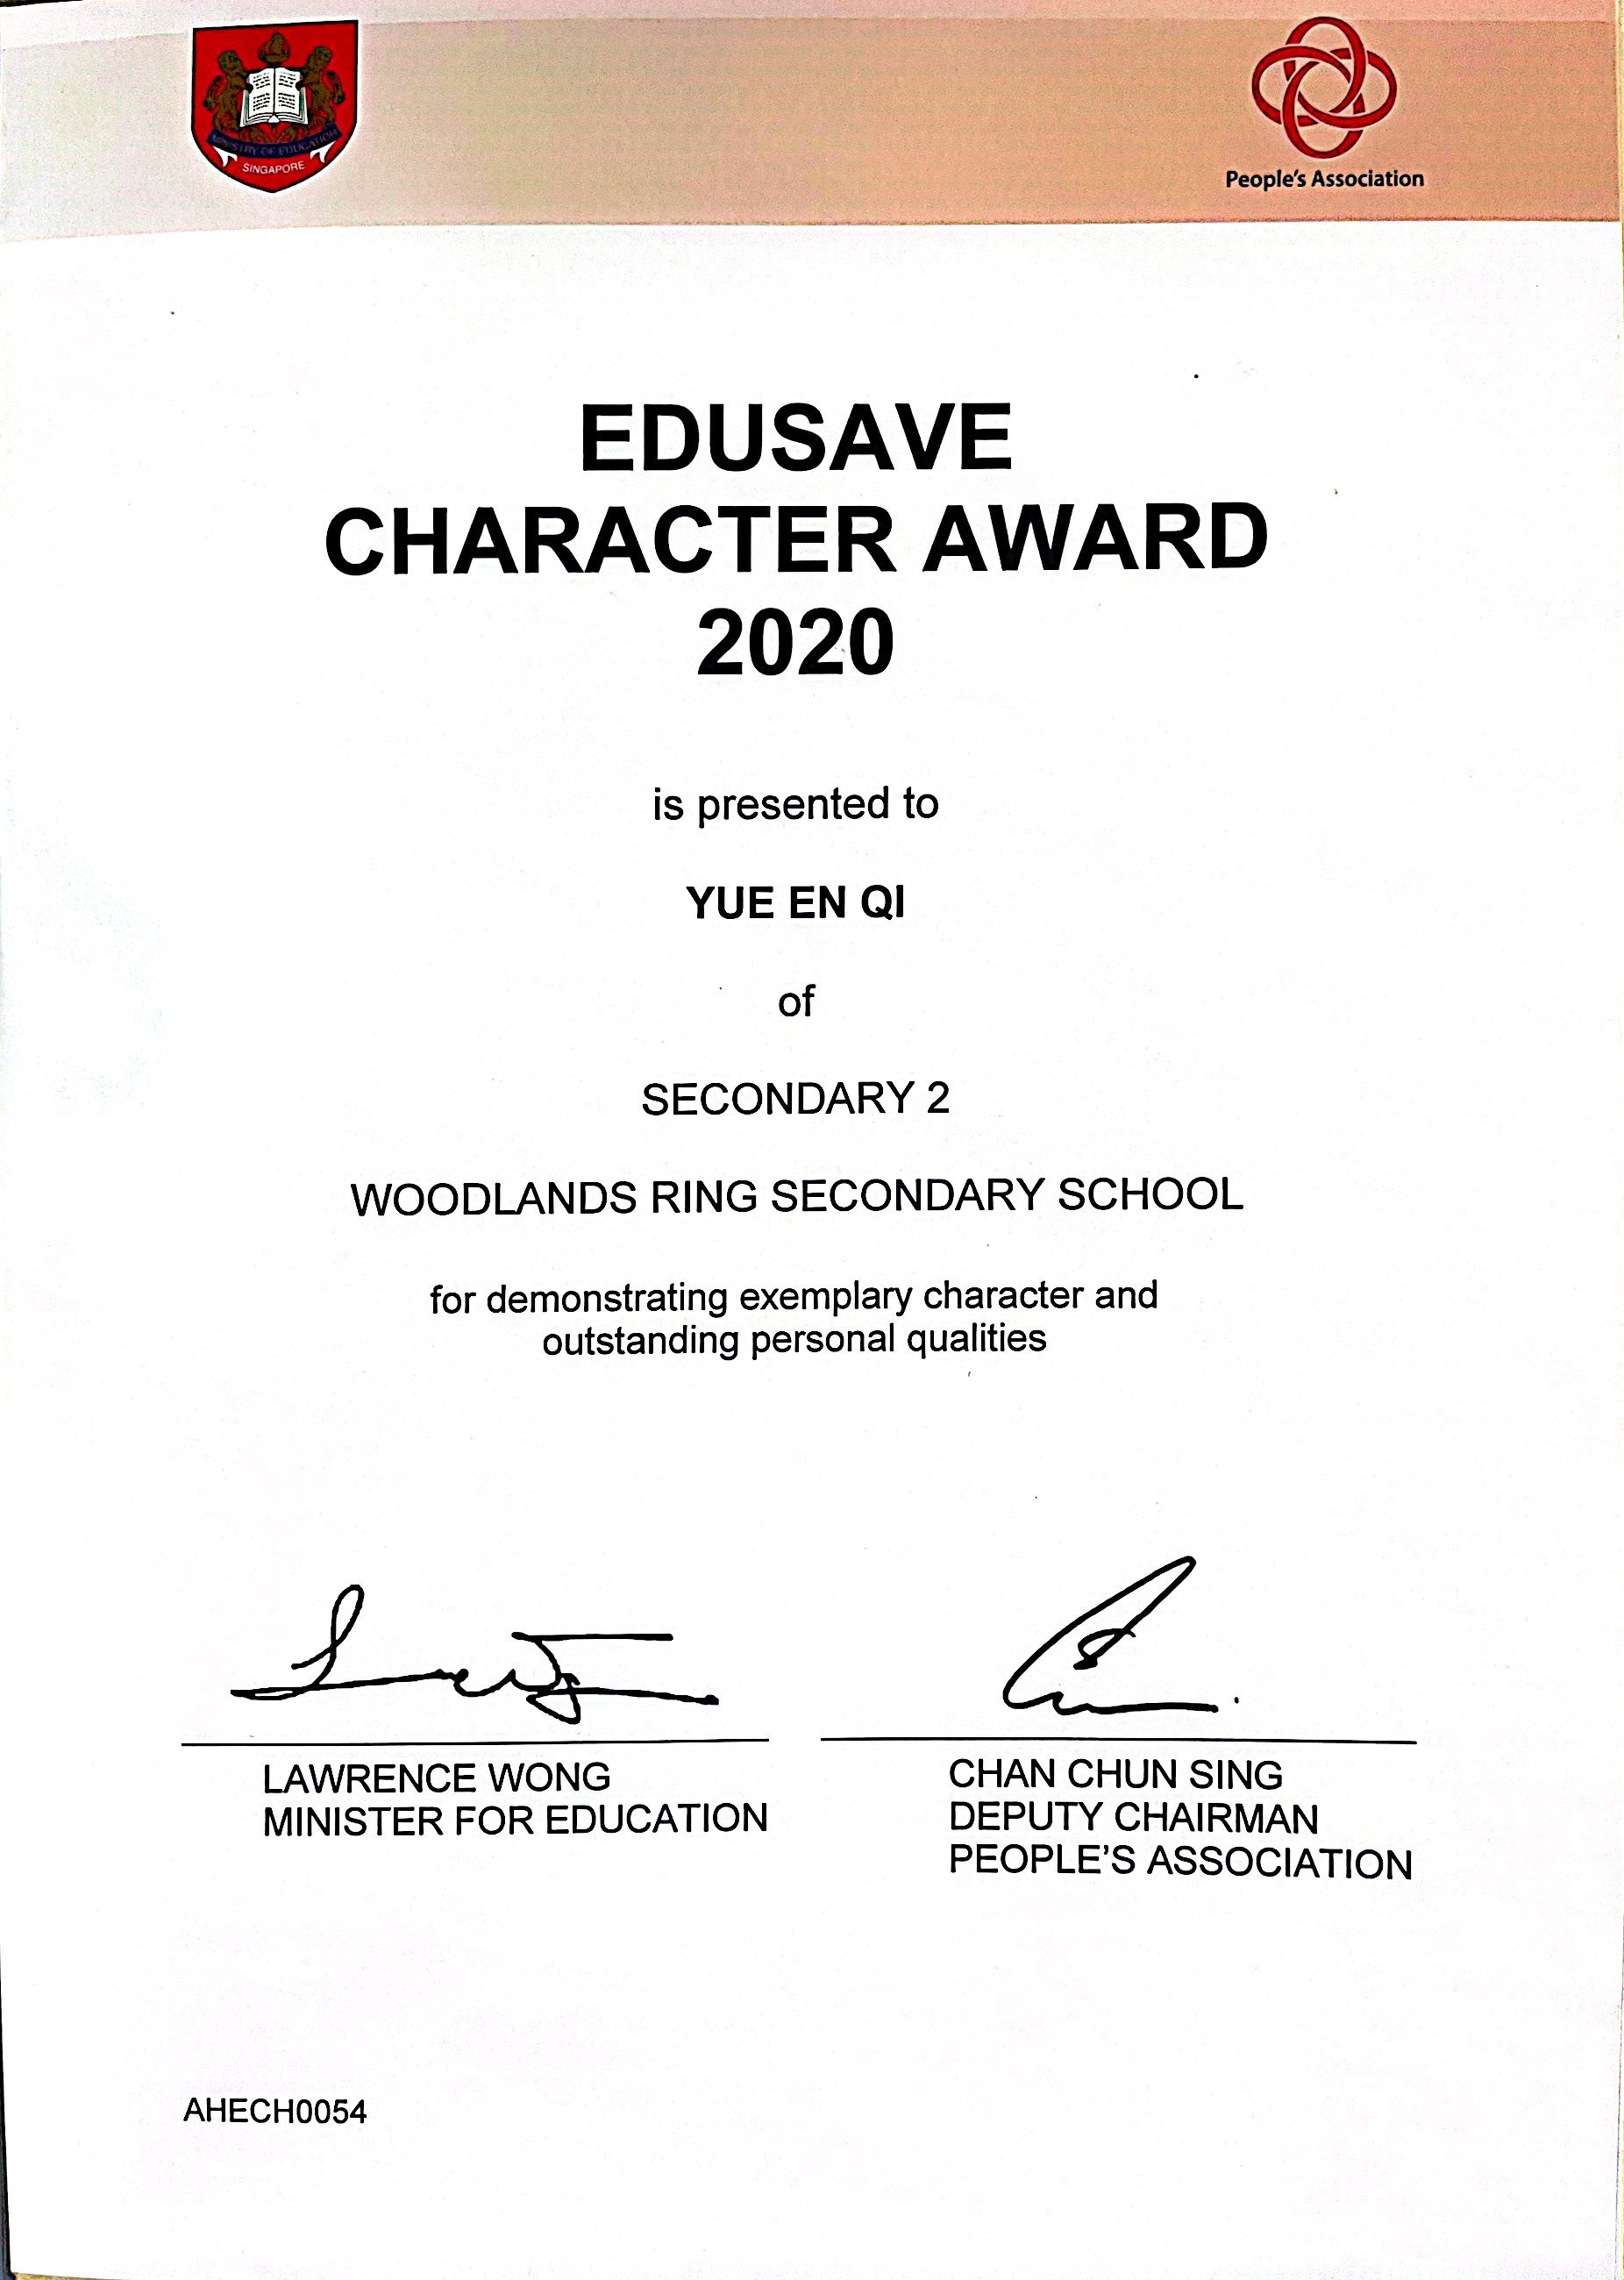 MINISTRY OF EDUCATION
SINGAPORE
People's Association
EDUSAVE
CHARACTER AWARD
2020
is presented to
YUE EN QI
of
SECONDARY 2
WOODLANDS RING SECONDARY SCHOOL
for demonstrating exemplary character and
outstanding personal qualities
LAWRENCE WONG
MINISTER FOR EDUCATION
CHAN CHUN SING
DEPUTY CHAIRMAN
PEOPLE'S ASSOCIATION
AHECH0054